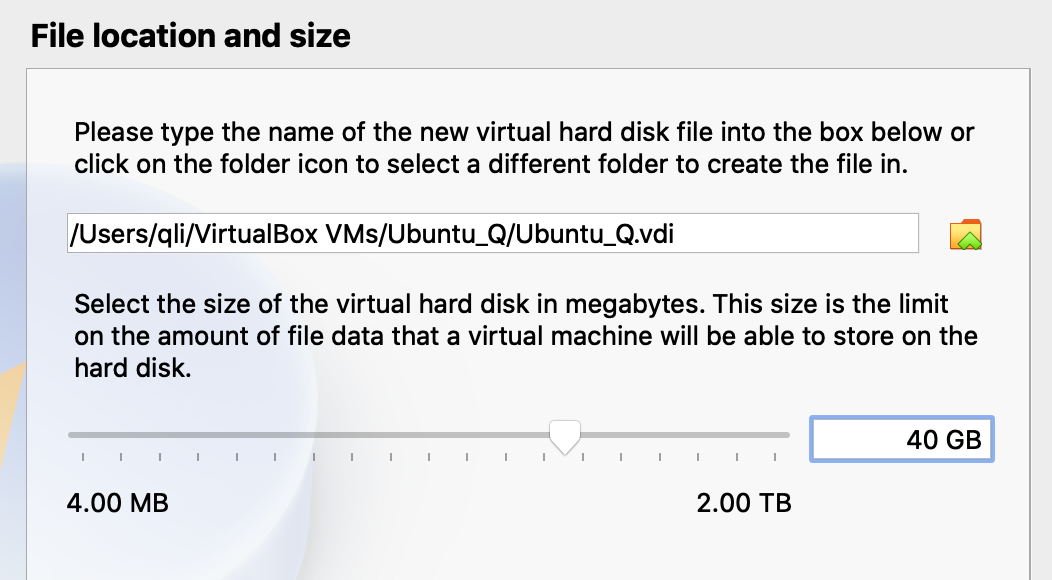 File location and size
Please type the name of the new virtual hard disk file into the box below or
click on the folder icon to select a different folder to create the file in.
/Users/qli/VirtualBox VMs/Ubuntu_Q/Ubuntu_Q.vdi
Select the size of the virtual hard disk in megabytes. This size is the limit
on the amount of file data that a virtual machine will be able to store on the
hard disk.
40 GB
4.00 MB
2.00 TB